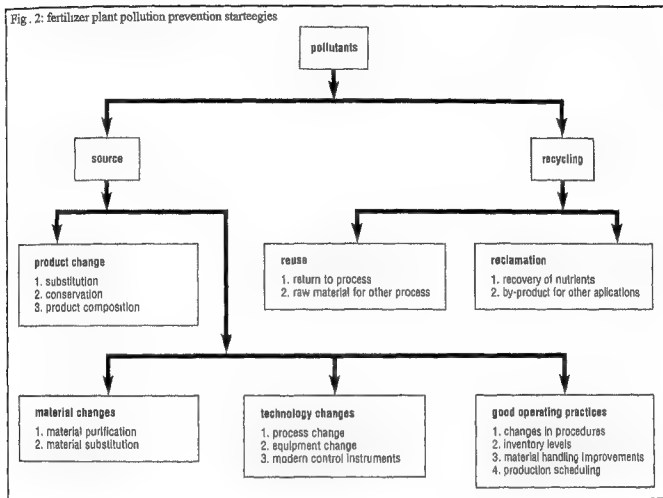 Fig. 2: fertilizer plant pollution prevention starteegies
pollutants
source
recycling
product change
1. substitution
2. conservation
3. product composition
reuse
1. return to process
2. raw material for other process
reclamation
1. recovery of nutrients
2. by-product for other aplications
material changes
1. material purification
2. material substitution
technology changes
1. process change
2. equipment change
3. modern control instruments
good operating practices
1. changes in procedures
2. inventory levels
3. material handling improvements
4. production scheduling